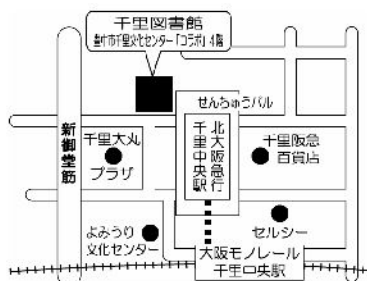 千里図書館
豊中市千里文化センター「コラボ」4階
せんちゅうパル
新御堂筋
千里大丸
プラザ
北大阪急行
千里中央駅
千里阪急
百貨店
よみうり
文化センター
セルシー
大阪モノレール
千里中央駅